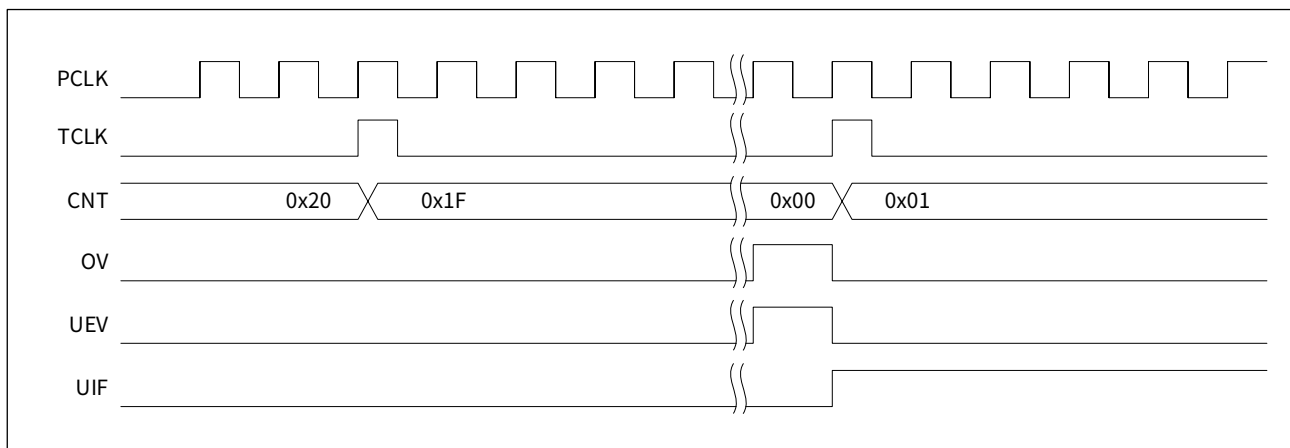 PCLK
TCLK
CNT 0x20 0x1F 0x00 0x01
OV
UEV
UIF